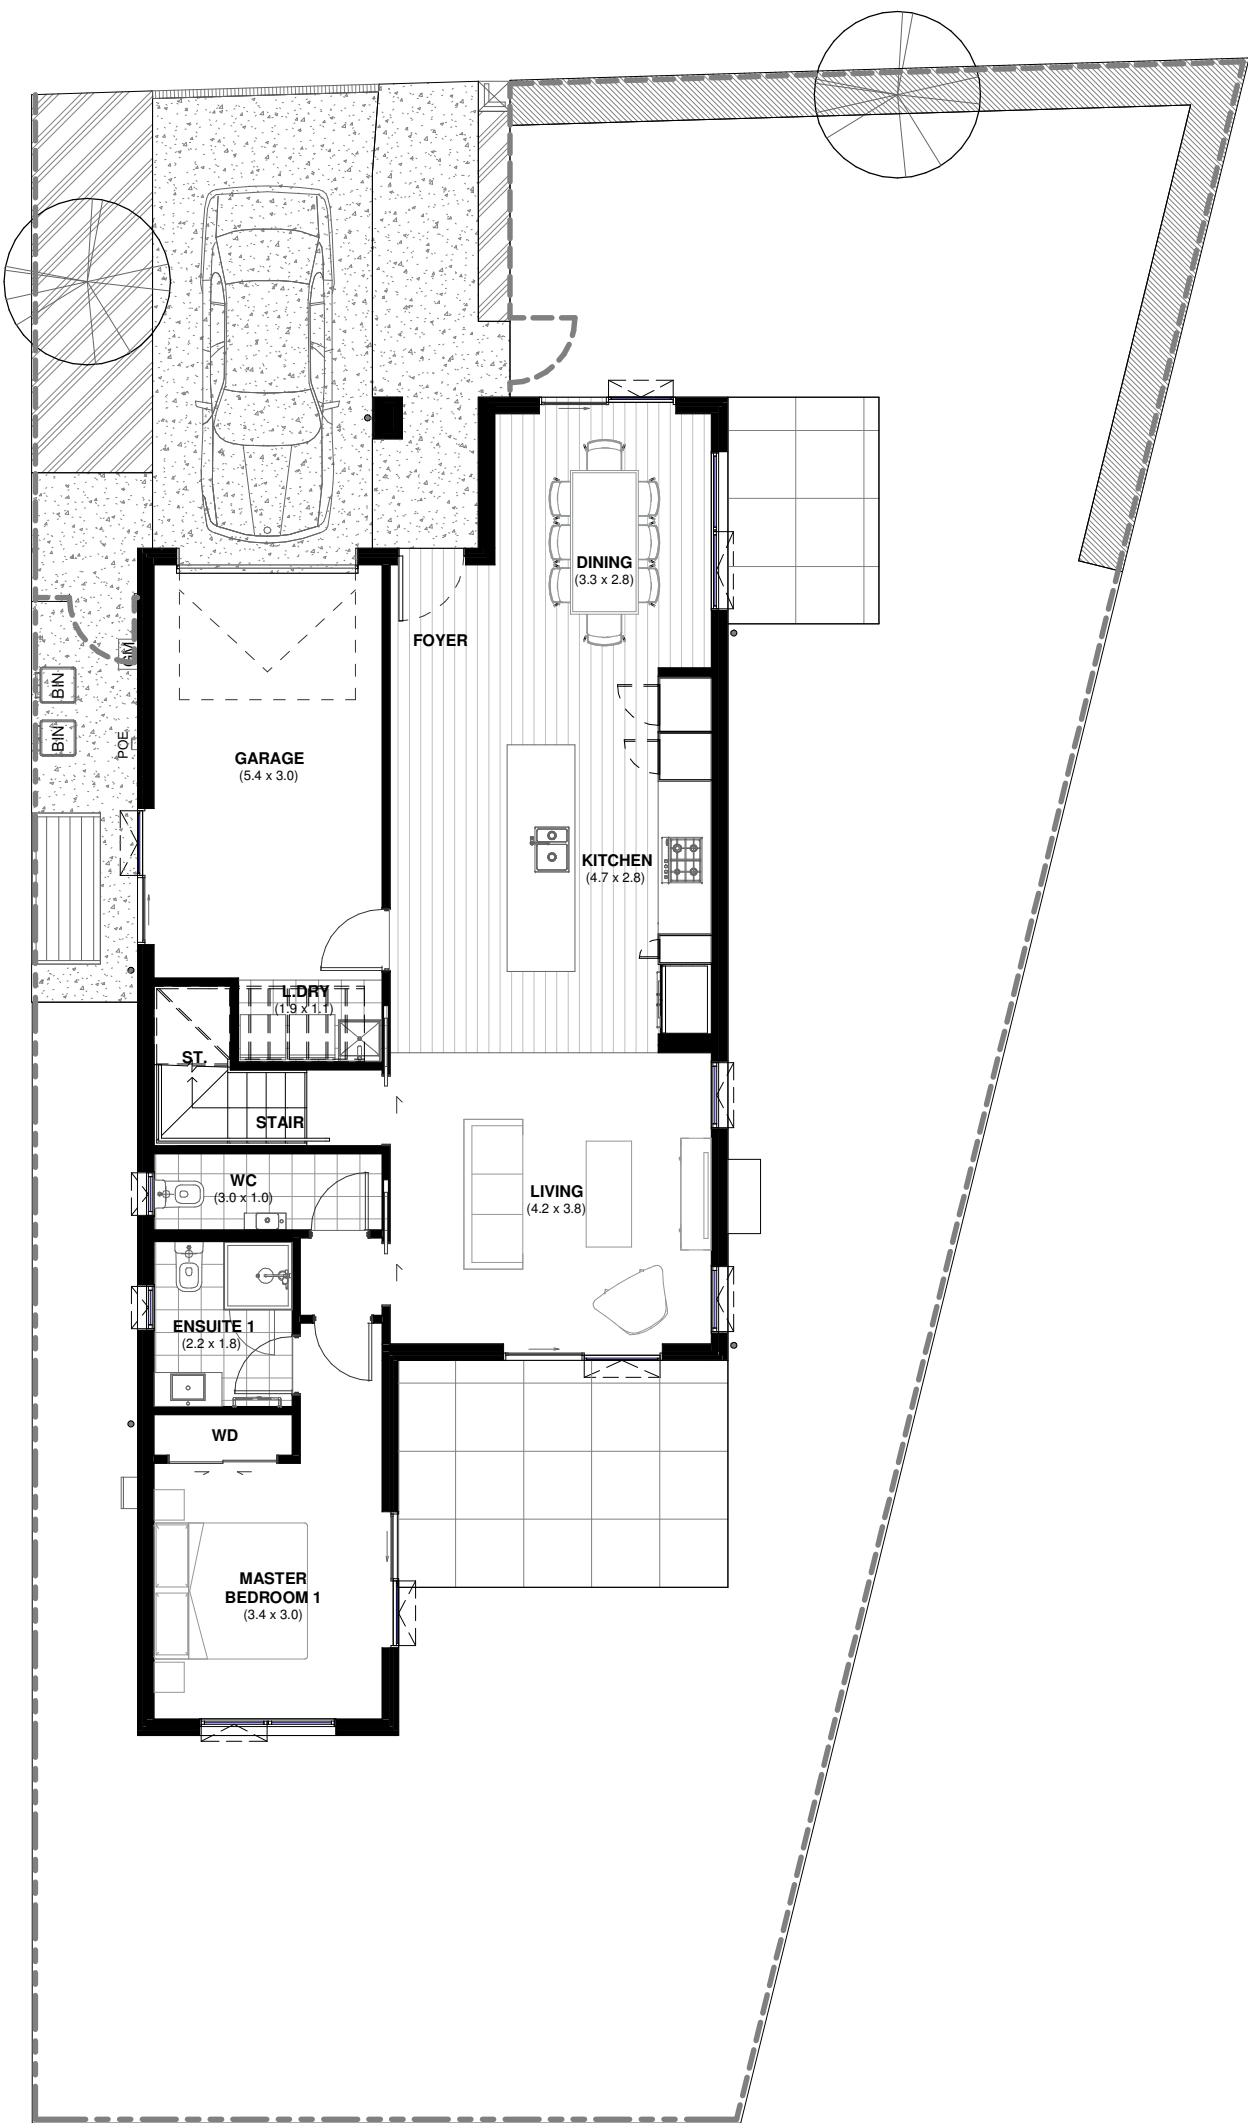 DINING
(3.3 x 2.8)
FOYER
GM
BIN
BIN
POE
GARAGE
(5.4 x 3.0)
KITCHEN
(4.7 x 2.8)
L.DRY
(1.9 x 1.1)
ST.
STAIR
WC
(3.0 x 1.0)
LIVING
(4.2 x 3.8)
ENSUITE 1
(2.2 x 1.8)
WD
MASTER
BEDROOM 1
(3.4 x 3.0)